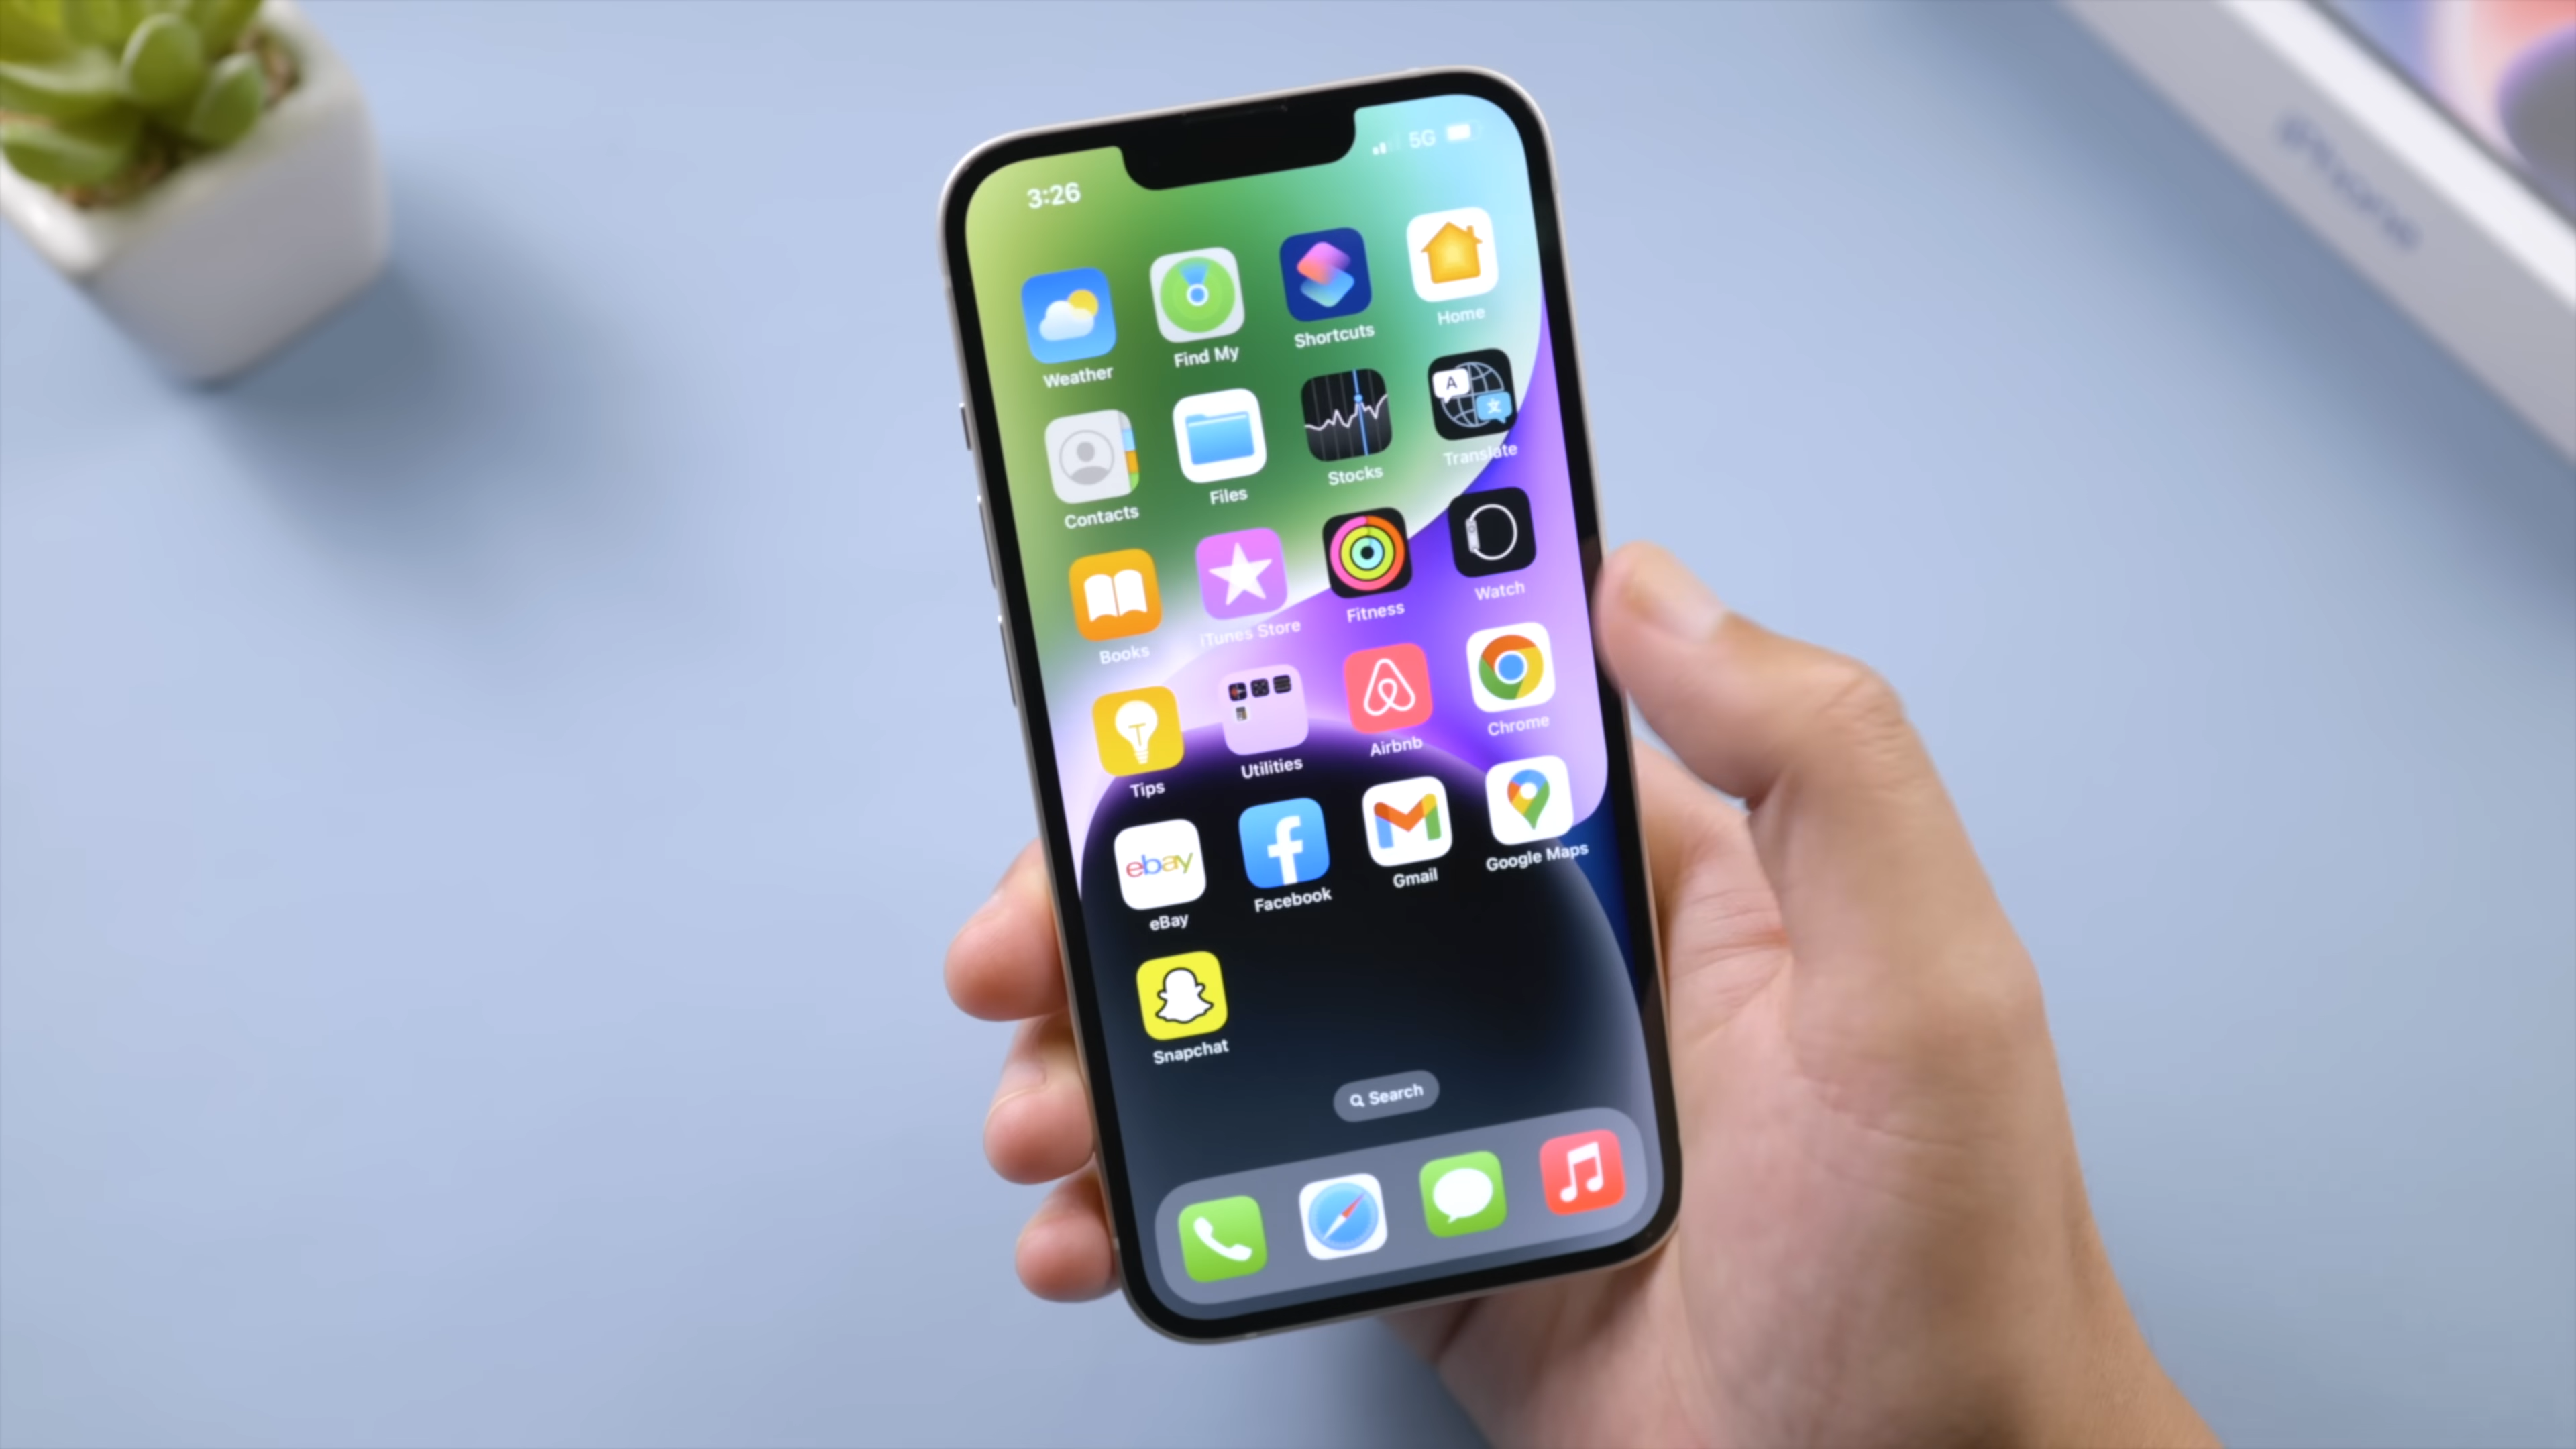 3:26 5G
Weather Find My Shortcuts Home
Contacts Files Stocks Translate
Books iTunes Store Fitness Watch
Tips Utilities Airbnb Chrome
ebay
eBay Facebook Gmail Google Maps
Snapchat
Search
iPhone